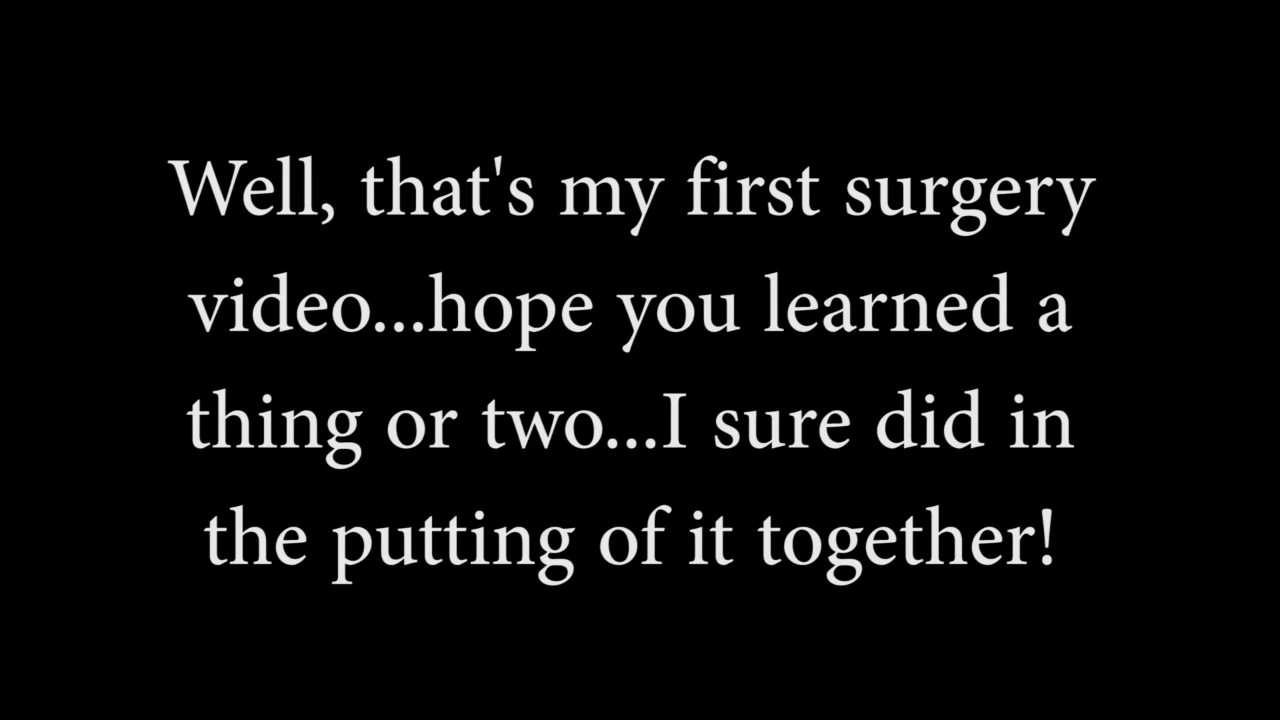 Well, that's my first surgery
video...hope you learned a
thing or two...I sure did in
the putting of it together!